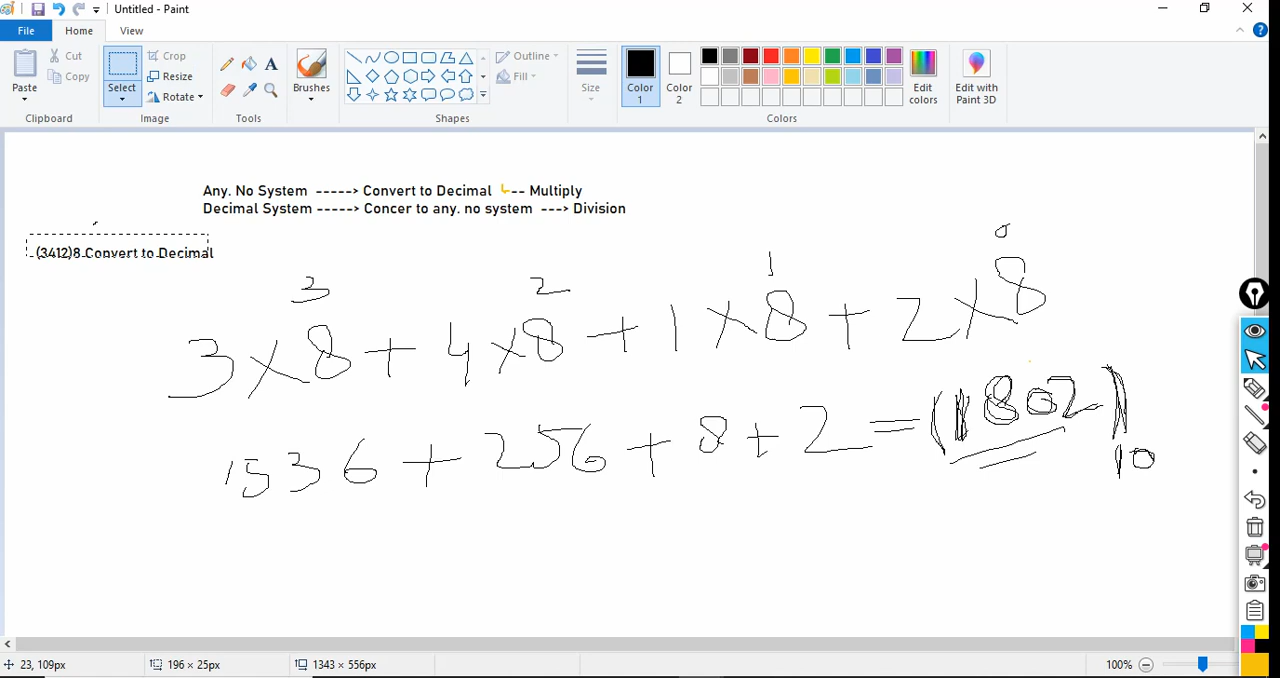 Untitled - Paint
File Home View
Paste Cut Copy Select Crop Resize Rotate A Brushes Outline Fill Size Color 1 Color 2 Edit colors Edit with Paint 3D
Clipboard Image Tools Shapes Colors
Any. No System -----> Convert to Decimal --- Multiply
Decimal System -----> Concer to any. no system ---> Division
(3412)8 Convert to Decimal
3 2 1 0
3 × 8 + 4 × 8 + 1 × 8 + 2 × 8
1536 + 256 + 8 + 2 = (1802)
10
23, 109px 196 × 25px 1343 × 556px 100%